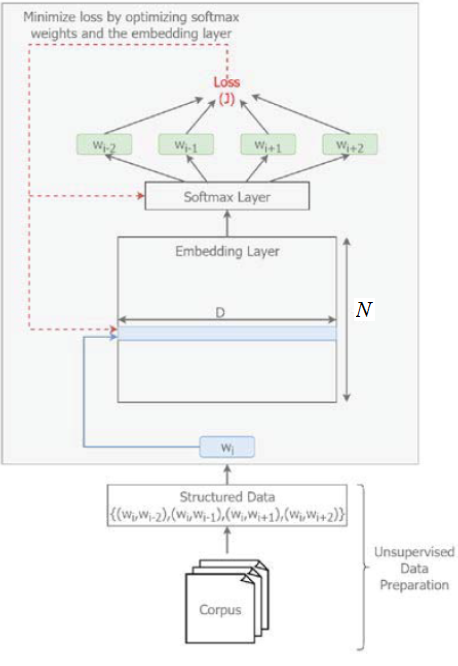 Minimize loss by optimizing softmax
weights and the embedding layer
Loss
(J)
wi-2
wi-1
wi+1
wi+2
Softmax Layer
Embedding Layer
D
N
wi
Structured Data
{(wi,wi-2),(wi,wi-1),(wi,wi+1),(wi,wi+2)}
Unsupervised
Data
Preparation
Corpus